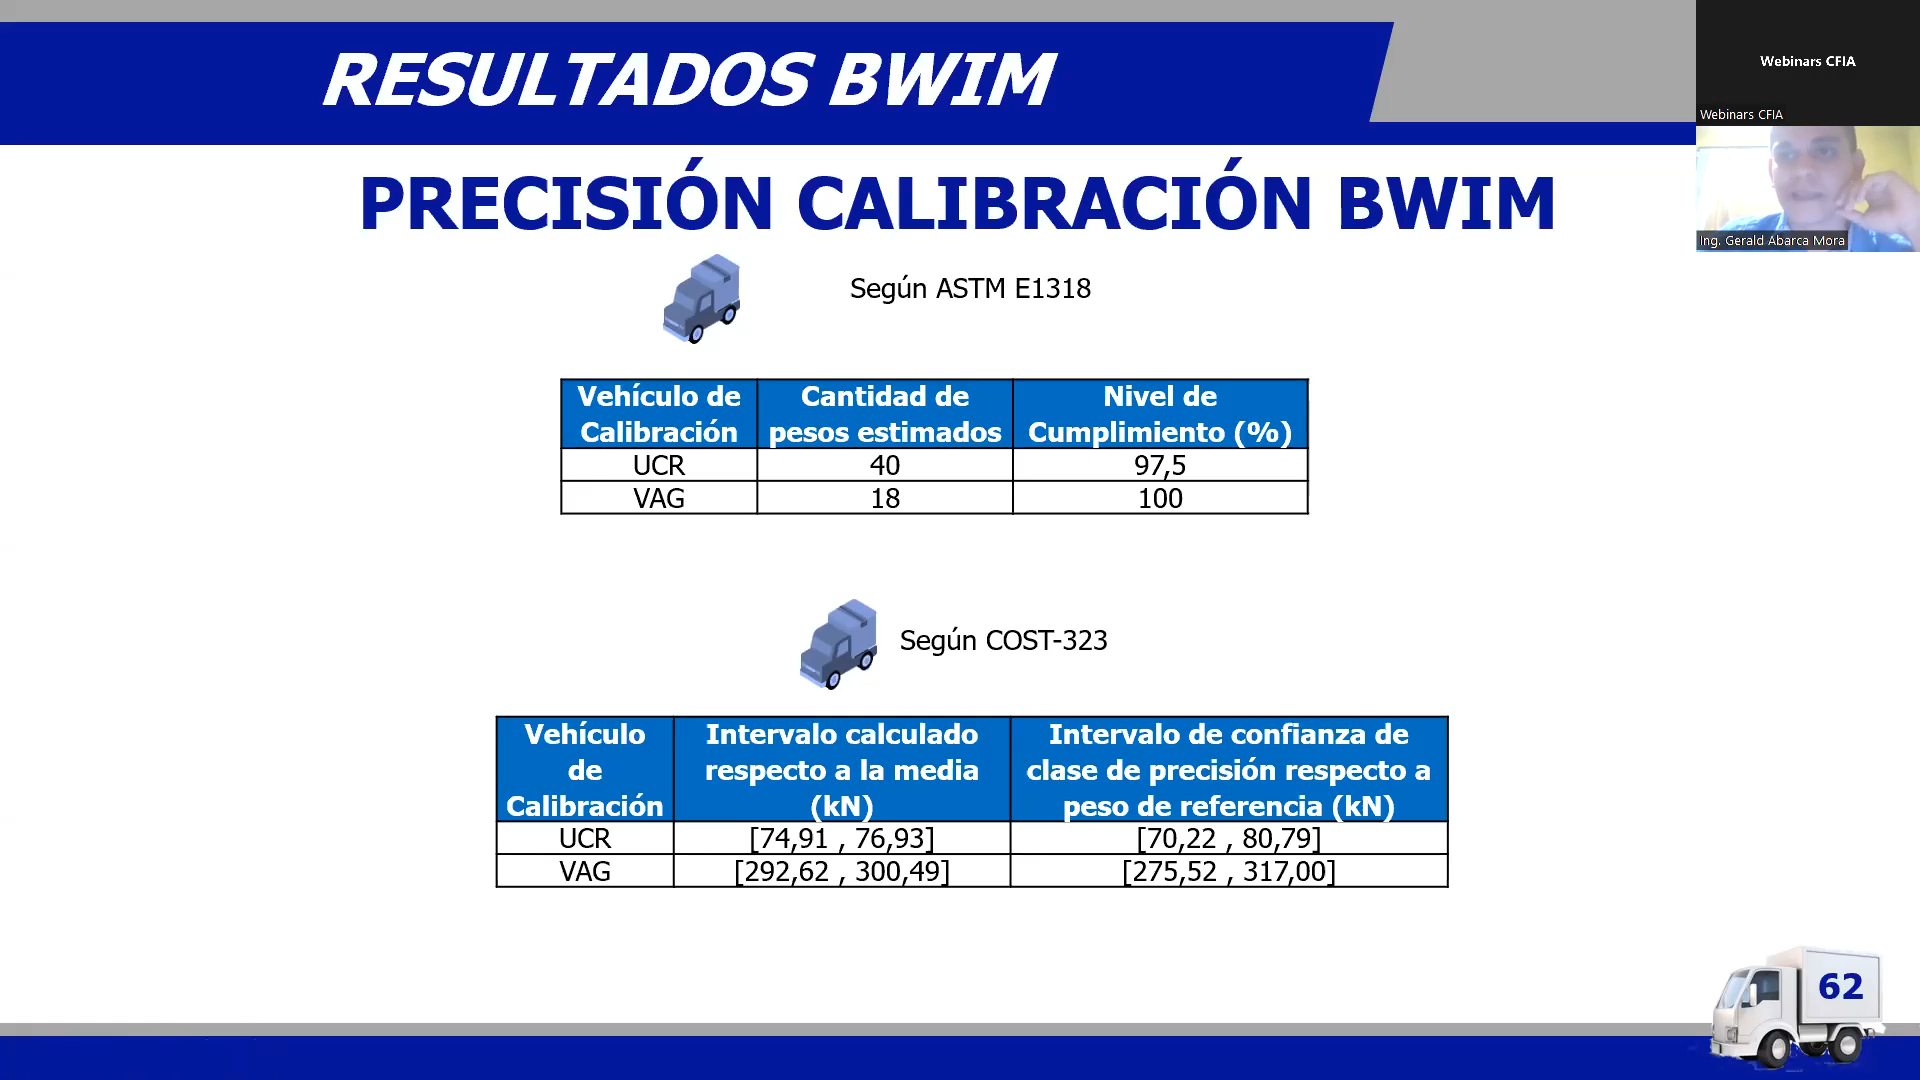 RESULTADOS BWIM
Webinars CFIA
Webinars CFIA
Ing. Gerald Abarca Mora
PRECISIÓN CALIBRACIÓN BWIM
Según ASTM E1318
Vehículo de Calibración | Cantidad de pesos estimados | Nivel de Cumplimiento (%)
UCR | 40 | 97,5
VAG | 18 | 100
Según COST-323
Vehículo de Calibración | Intervalo calculado respecto a la media (kN) | Intervalo de confianza de clase de precisión respecto a peso de referencia (kN)
UCR | [74,91 , 76,93] | [70,22 , 80,79]
VAG | [292,62 , 300,49] | [275,52 , 317,00]
62